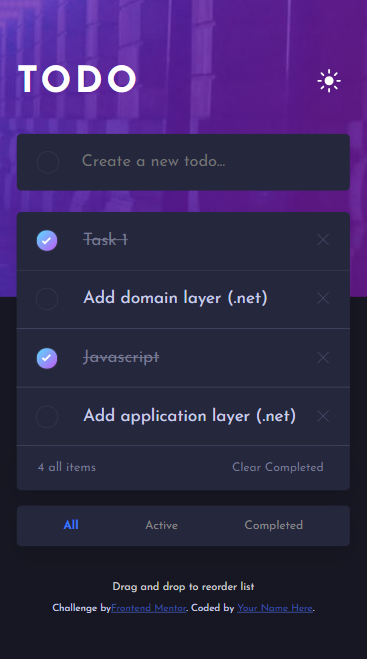 TODO
Create a new todo...
Task 1
Add domain layer (.net)
Javascript
Add application layer (.net)
4 all items Clear Completed
All Active Completed
Drag and drop to reorder list
Challenge byFrontend Mentor. Coded by Your Name Here.